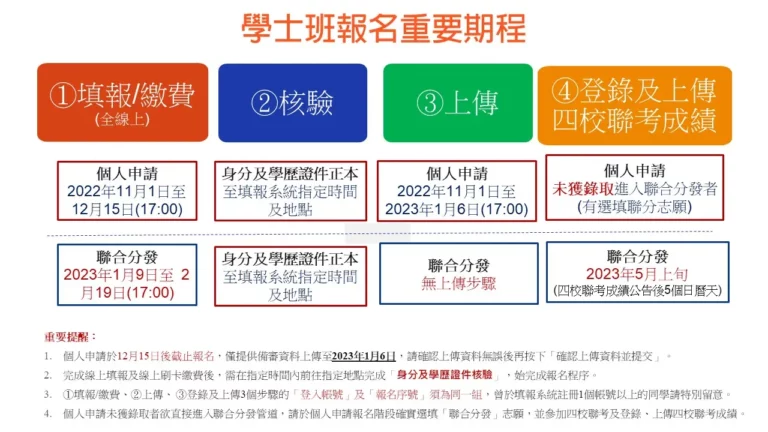 學士班報名重要期程
①填報/繳費
(全線上)
②核驗
③上傳
④登錄及上傳
四校聯考成績
個人申請
2022年11月1日至
12月15日(17:00)
身分及學歷證件正本
至填報系統指定時間
及地點
個人申請
2022年11月1日至
2023年1月6日(17:00)
個人申請
未獲錄取進入聯合分發者
(有選填聯分志願)
聯合分發
2023年1月9日至 2
月19日(17:00)
身分及學歷證件正本
至填報系統指定時間
及地點
聯合分發
無上傳步驟
聯合分發
2023年5月上旬
(四校聯考成績公告後5個日曆天)
重要提醒：
1. 個人申請於12月15日後截止報名，僅提供備審資料上傳至2023年1月6日，請確認上傳資料無誤後再按下「確認上傳資料並提交」。
2. 完成線上填報及線上刷卡繳費後，需在指定時間內前往指定地點完成「身分及學歷證件核驗」，始完成報名程序。
3. ①填報/繳費、②上傳、③登錄及上傳3個步驟的「登入帳號」及「報名序號」須為同一組，曾於填報系統註冊1個帳號以上的同學請特別留意。
4. 個人申請未獲錄取者欲直接進入聯合分發管道，請於個人申請報名階段確實選填「聯合分發」志願，並參加四校聯考及登錄、上傳四校聯考成績。